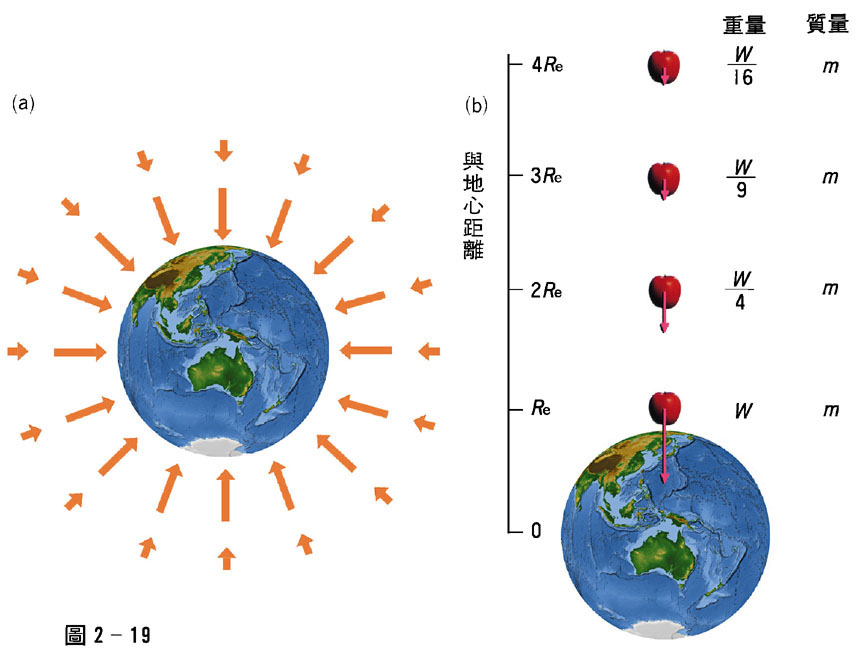 (a)
(b)
重量 質量
4Re W/16 m
3Re W/9 m
2Re W/4 m
Re W m
0
與地心距離
圖2-19